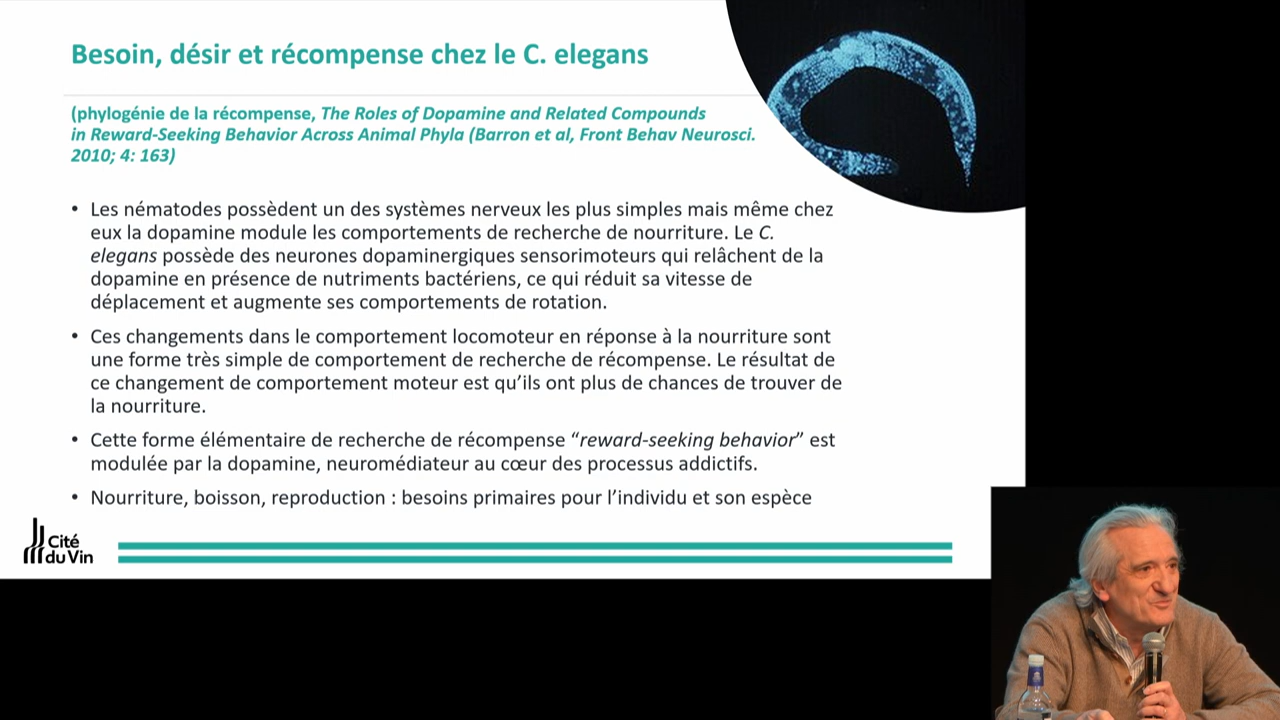 Besoin, désir et récompense chez le C. elegans
(phylogénie de la récompense, The Roles of Dopamine and Related Compounds
in Reward-Seeking Behavior Across Animal Phyla (Barron et al, Front Behav Neurosci.
2010; 4: 163)
• Les nématodes possèdent un des systèmes nerveux les plus simples mais même chez
eux la dopamine module les comportements de recherche de nourriture. Le C.
elegans possède des neurones dopaminergiques sensorimoteurs qui relâchent de la
dopamine en présence de nutriments bactériens, ce qui réduit sa vitesse de
déplacement et augmente ses comportements de rotation.
• Ces changements dans le comportement locomoteur en réponse à la nourriture sont
une forme très simple de comportement de recherche de récompense. Le résultat de
ce changement de comportement moteur est qu’ils ont plus de chances de trouver de
la nourriture.
• Cette forme élémentaire de recherche de récompense “reward-seeking behavior” est
modulée par la dopamine, neuromédiateur au cœur des processus addictifs.
• Nourriture, boisson, reproduction : besoins primaires pour l’individu et son espèce
Cité
du Vin